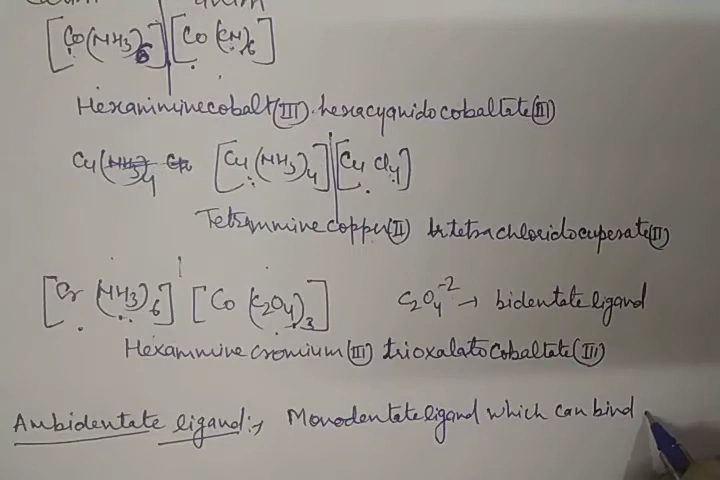 [Co(NH3)6] [Co(CN)6]
Hexamminecobalt(III) hexacyanidocobaltate(III)
[Cu(NH3)4] [CuCl4]
Tetrammine copper(II) tetrachloridocuperate(II)
[Cr(NH3)6] [Co(C2O4)3] C2O4-2 → bidentate ligand
Hexammine cromium(III) trioxalatocobaltate(III)
Ambidentate ligand:→ Monodentate ligand which can bind